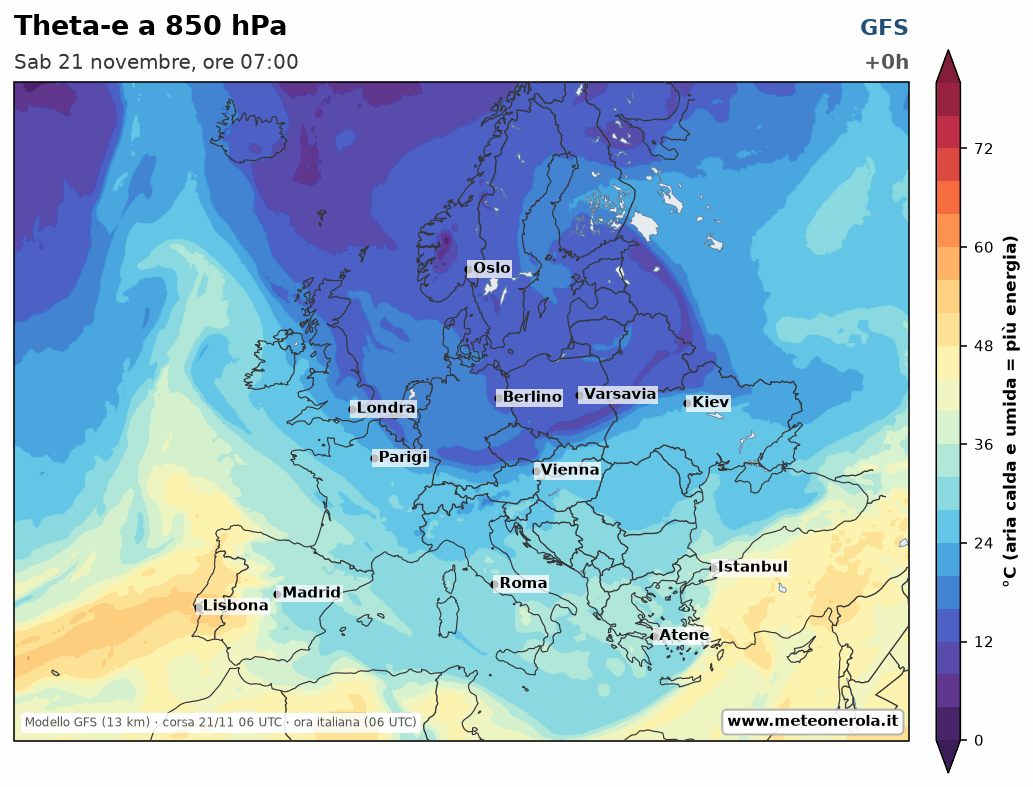 Theta-e a 850 hPa
GFS
Sab 21 novembre, ore 07:00
+0h
Oslo
Londra
Berlino
Varsavia
Kiev
Parigi
Vienna
Istanbul
Roma
Madrid
Lisbona
Atene
72
60
48
36
24
12
0
°C (aria calda e umida = più energia)
Modello GFS (13 km) · corsa 21/11 06 UTC · ora italiana (06 UTC)
www.meteonerola.it